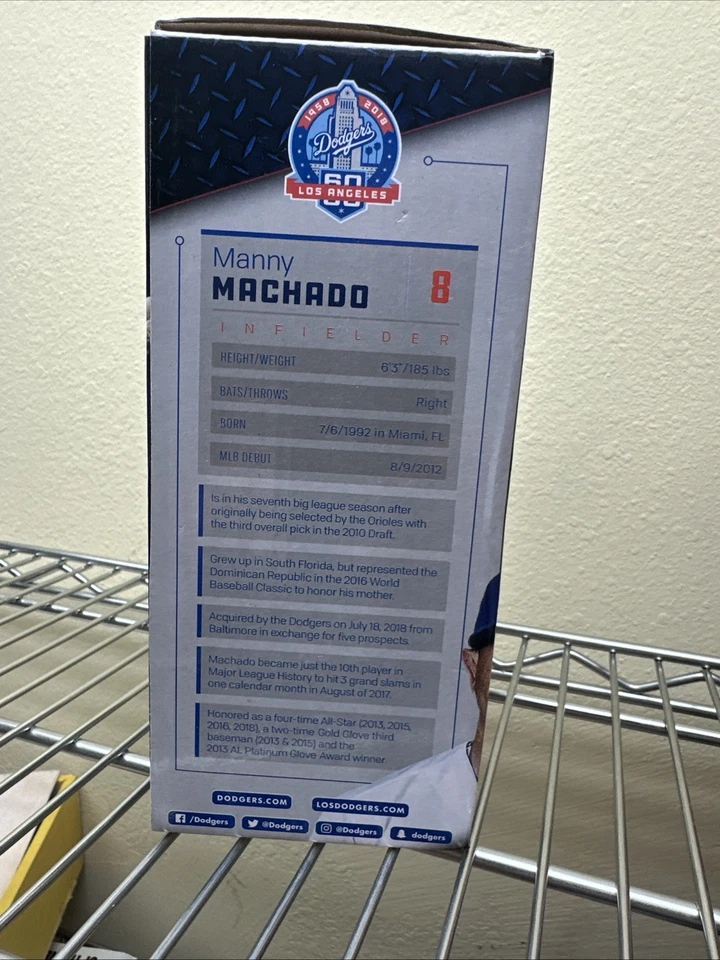 1958 2018
Dodgers
60
LOS ANGELES
Manny
MACHADO 8
INFIELDER
HEIGHT/WEIGHT 6'3"/185 lbs
BATS/THROWS Right
BORN 7/6/1992 in Miami, FL
MLB DEBUT 8/9/2012
Is in his seventh big league season after
originally being selected by the Orioles with
the third overall pick in the 2010 Draft.
Grew up in South Florida, but represented the
Dominican Republic in the 2016 World
Baseball Classic to honor his mother.
Acquired by the Dodgers on July 18, 2018 from
Baltimore in exchange for five prospects.
Machado became just the 10th player in
Major League History to hit 3 grand slams in
one calendar month in August of 2017.
Honored as a four-time All-Star (2013, 2015,
2016, 2018), a two-time Gold Glove third
baseman (2013 & 2015) and the
2013 AL Platinum Glove Award winner.
DODGERS.COM LOSDODGERS.COM
/Dodgers @Dodgers @Dodgers dodgers